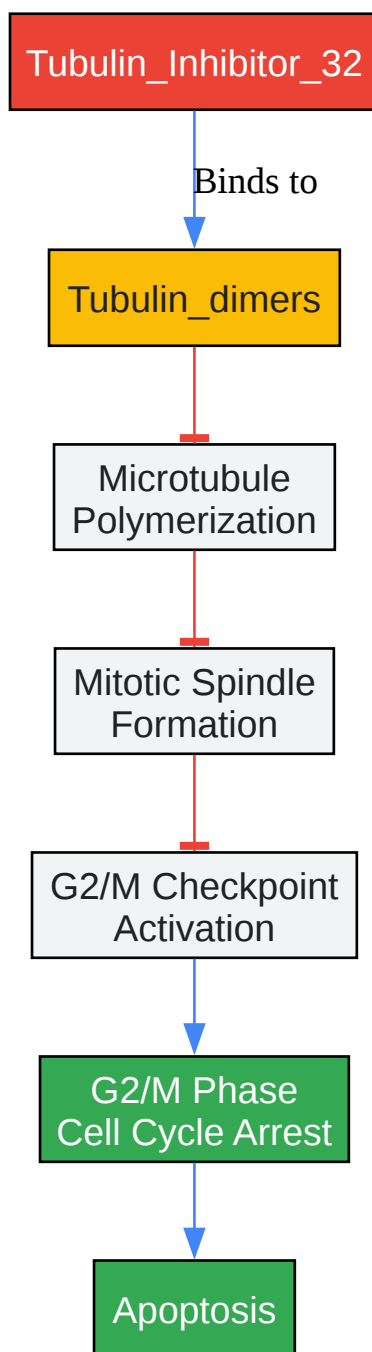 Tubulin_Inhibitor_32
Binds to
Tubulin_dimers
Microtubule
Polymerization
Mitotic Spindle
Formation
G2/M Checkpoint
Activation
G2/M Phase
Cell Cycle Arrest
Apoptosis